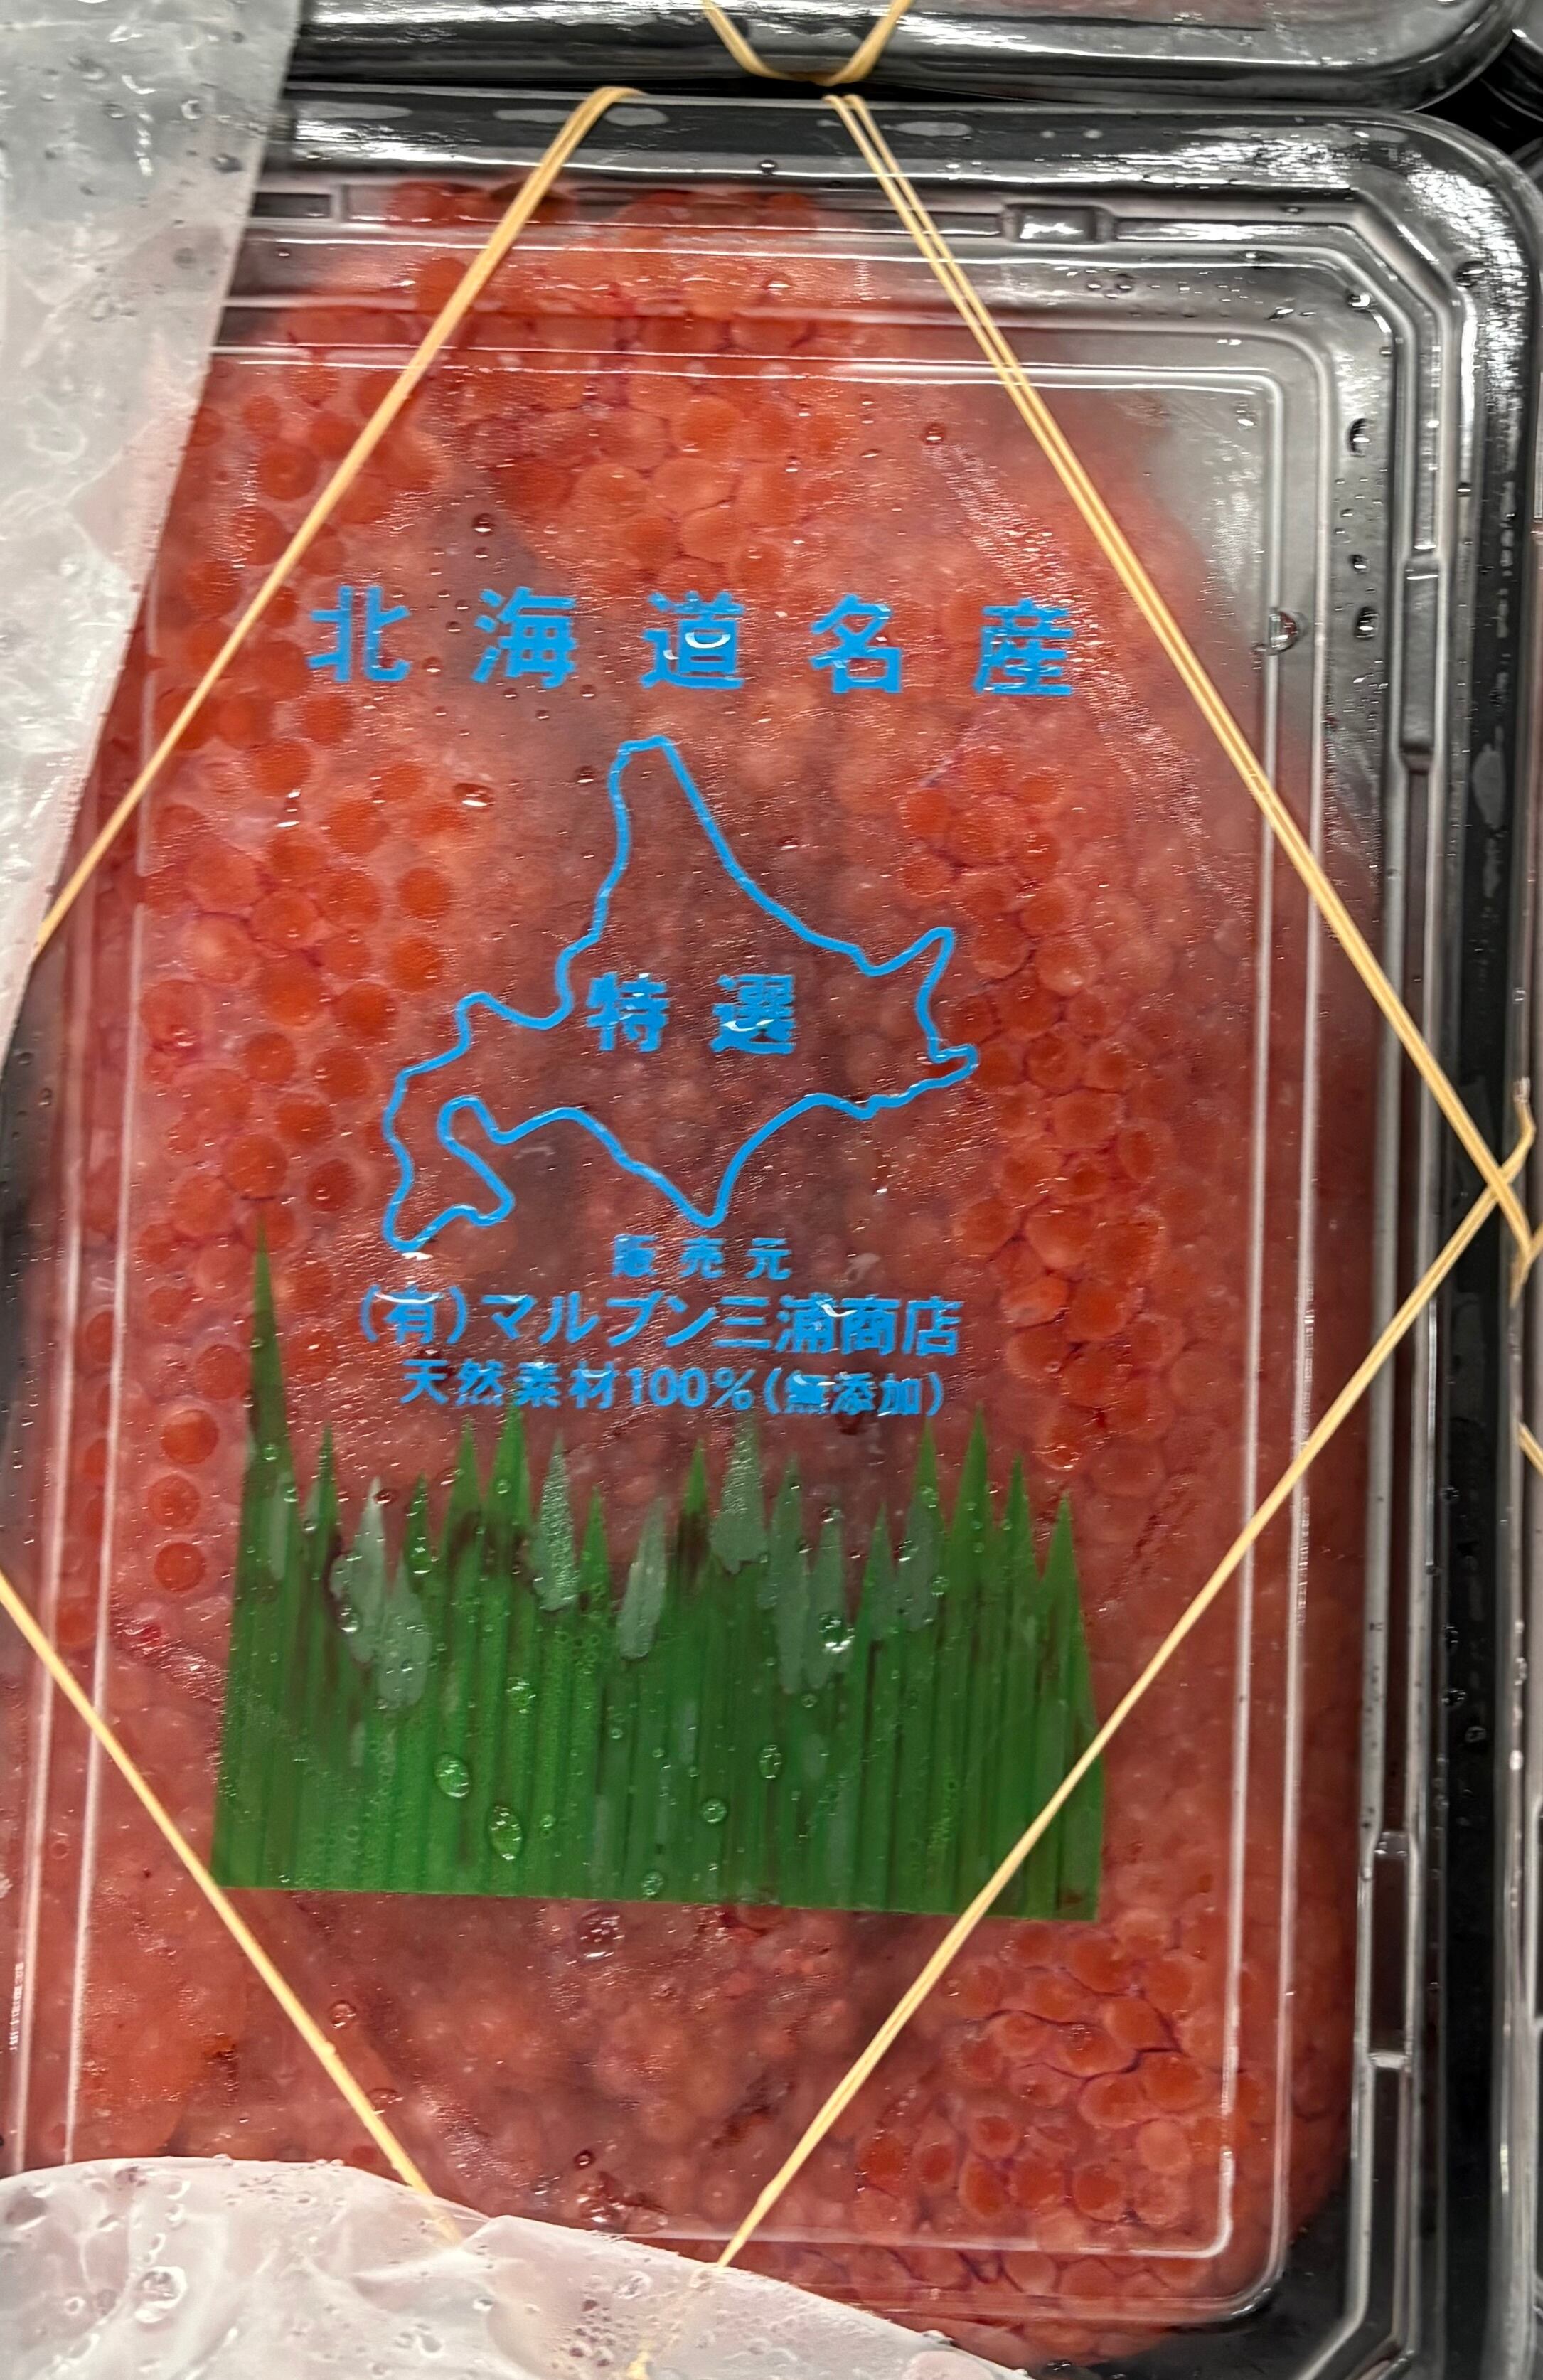 北海道名産
特選
販売元
(有)マルブン三浦商店
天然素材100%(無添加)